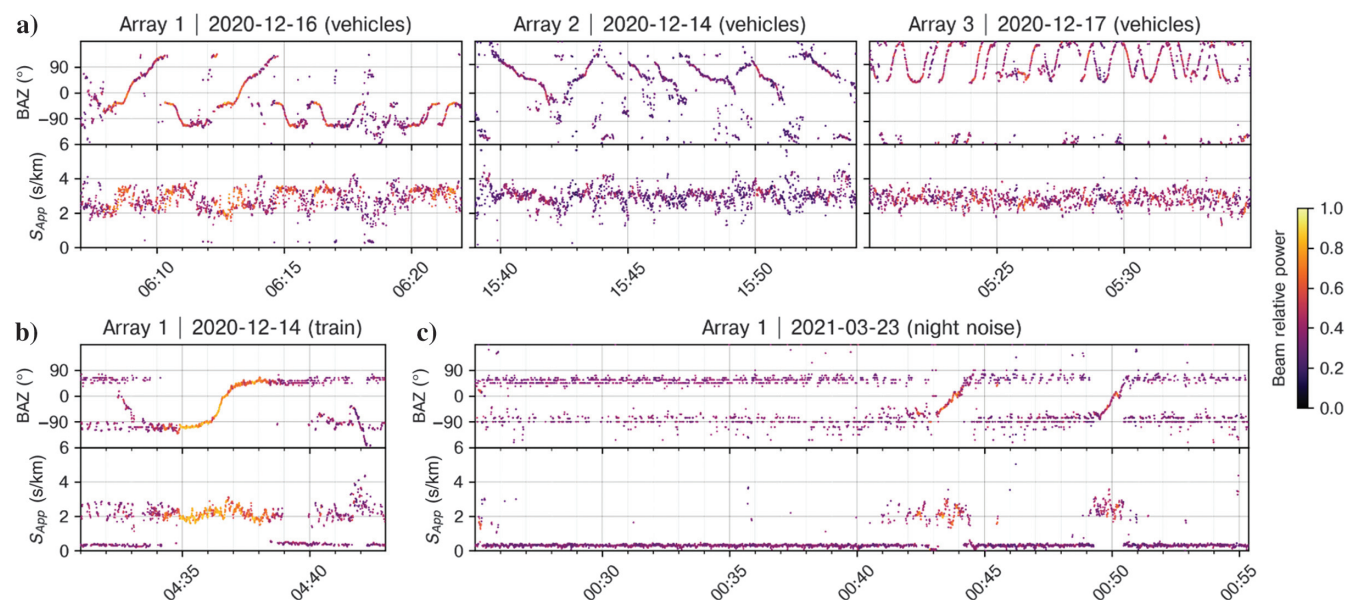 a) Array 1 | 2020-12-16 (vehicles) Array 2 | 2020-12-14 (vehicles) Array 3 | 2020-12-17 (vehicles)
BAZ (°)
90
0
−90
6
S_App (s/km)
4
2
0
06:10 06:15 06:20 15:40 15:45 15:50 05:25 05:30
b) Array 1 | 2020-12-14 (train) c) Array 1 | 2021-03-23 (night noise)
BAZ (°)
90 90
0 0
−90 −90
6 6
S_App (s/km)
4 4
2 2
0 0
04:35 04:40 00:30 00:35 00:40 00:45 00:50 00:55
Beam relative power
1.0
0.8
0.6
0.4
0.2
0.0